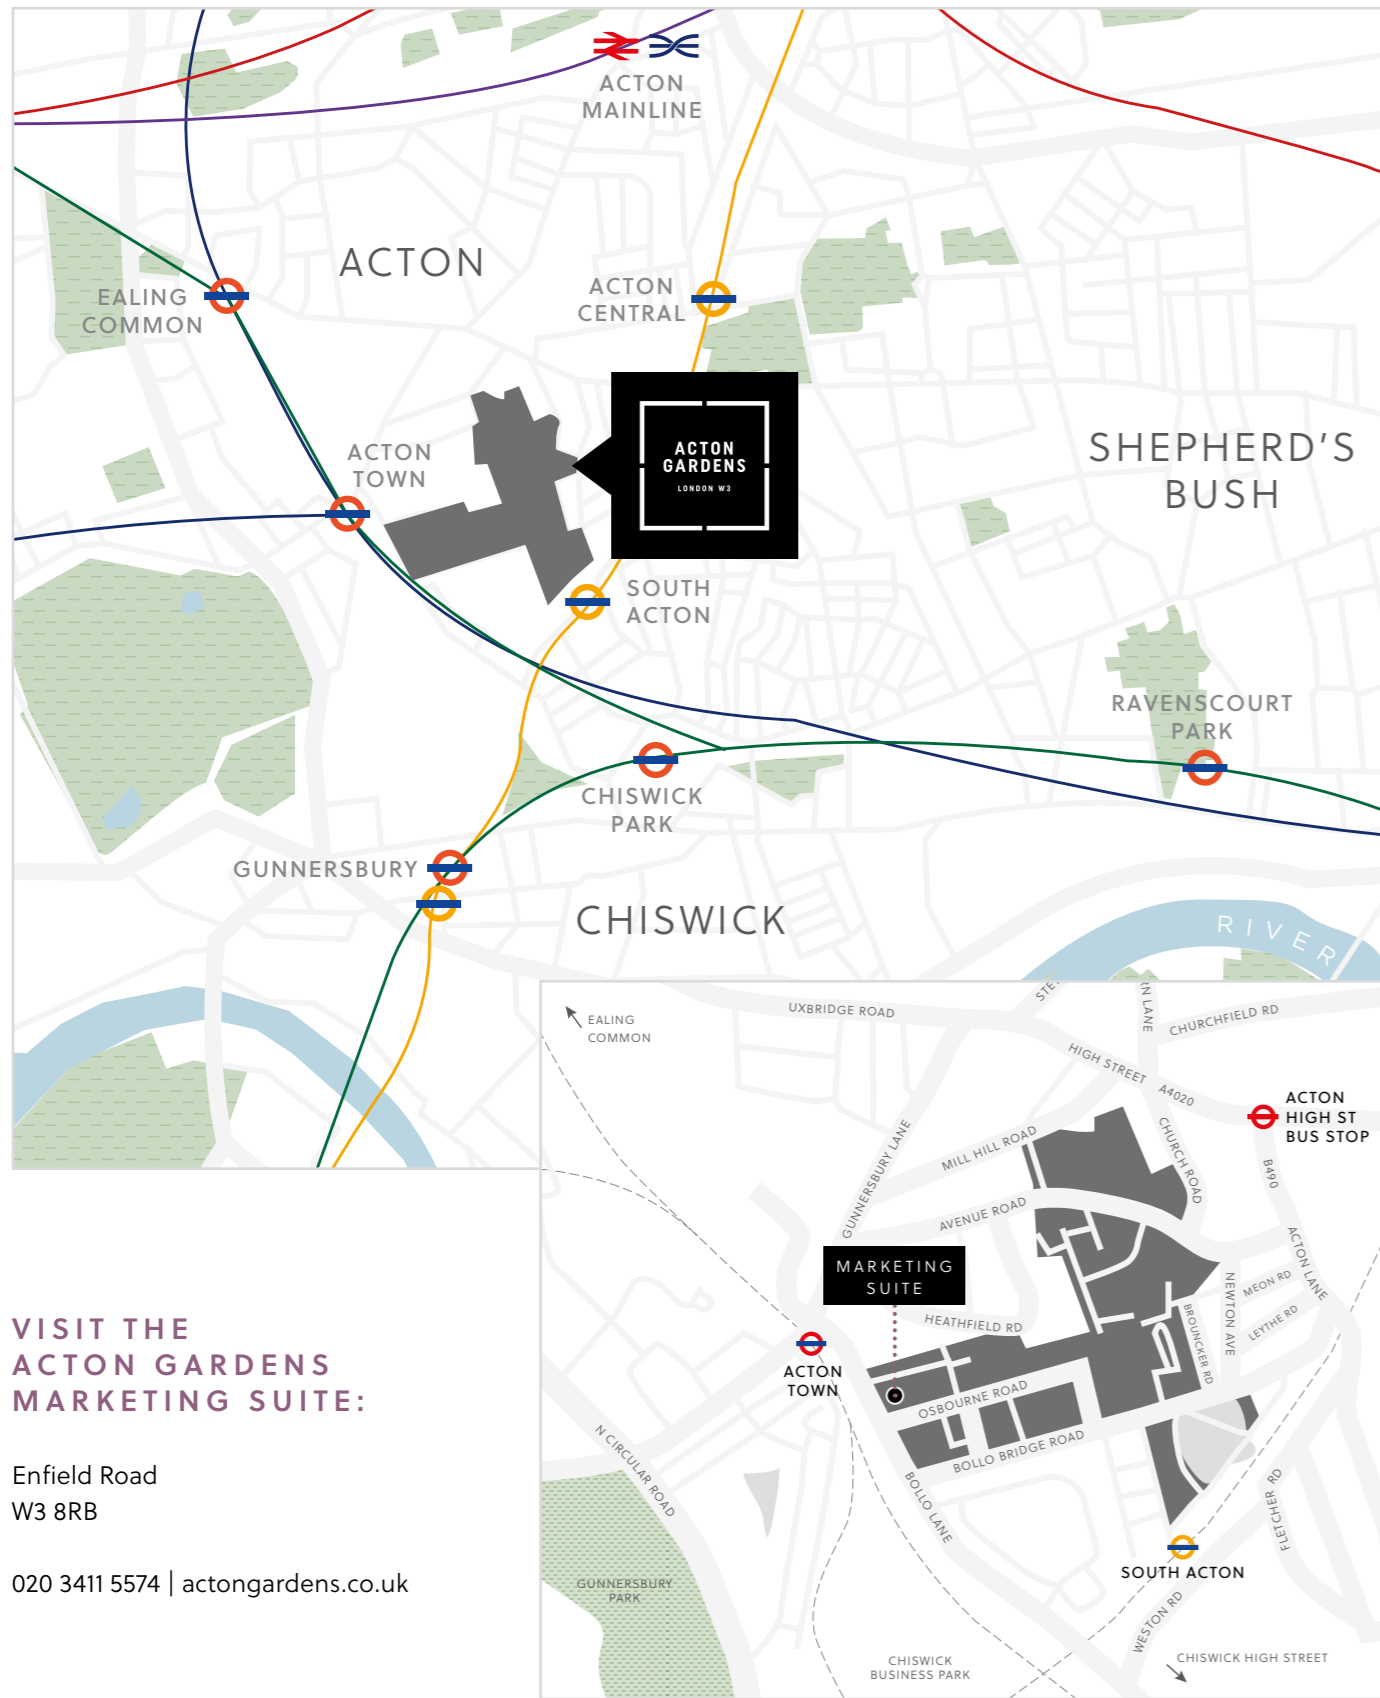 ACTON
MAINLINE
ACTON
EALING
COMMON
ACTON
CENTRAL
ACTON
TOWN
ACTON
GARDENS
LONDON W3
SHEPHERD'S
BUSH
SOUTH
ACTON
RAVENSCOURT
PARK
CHISWICK
PARK
GUNNERSBURY
CHISWICK
RIVER
EALING
COMMON
UXBRIDGE ROAD
CHURCHFIELD RD
HIGH STREET
A4020
ACTON
HIGH ST
BUS STOP
GUNNERSBURY LANE
MILL HILL ROAD
CHURCH ROAD
B490
AVENUE ROAD
ACTON LANE
MARKETING
SUITE
HEATHFIELD RD
NEWTON AVE
MEON RD
LEYTHE RD
BROUNCKER RD
ACTON
TOWN
OSBOURNE ROAD
BOLLO BRIDGE ROAD
N CIRCULAR ROAD
BOLLO LANE
FLETCHER RD
SOUTH ACTON
GUNNERSBURY
PARK
WESTON RD
CHISWICK
BUSINESS PARK
CHISWICK HIGH STREET
VISIT THE
ACTON GARDENS
MARKETING SUITE:
Enfield Road
W3 8RB
020 3411 5574 | actongardens.co.uk